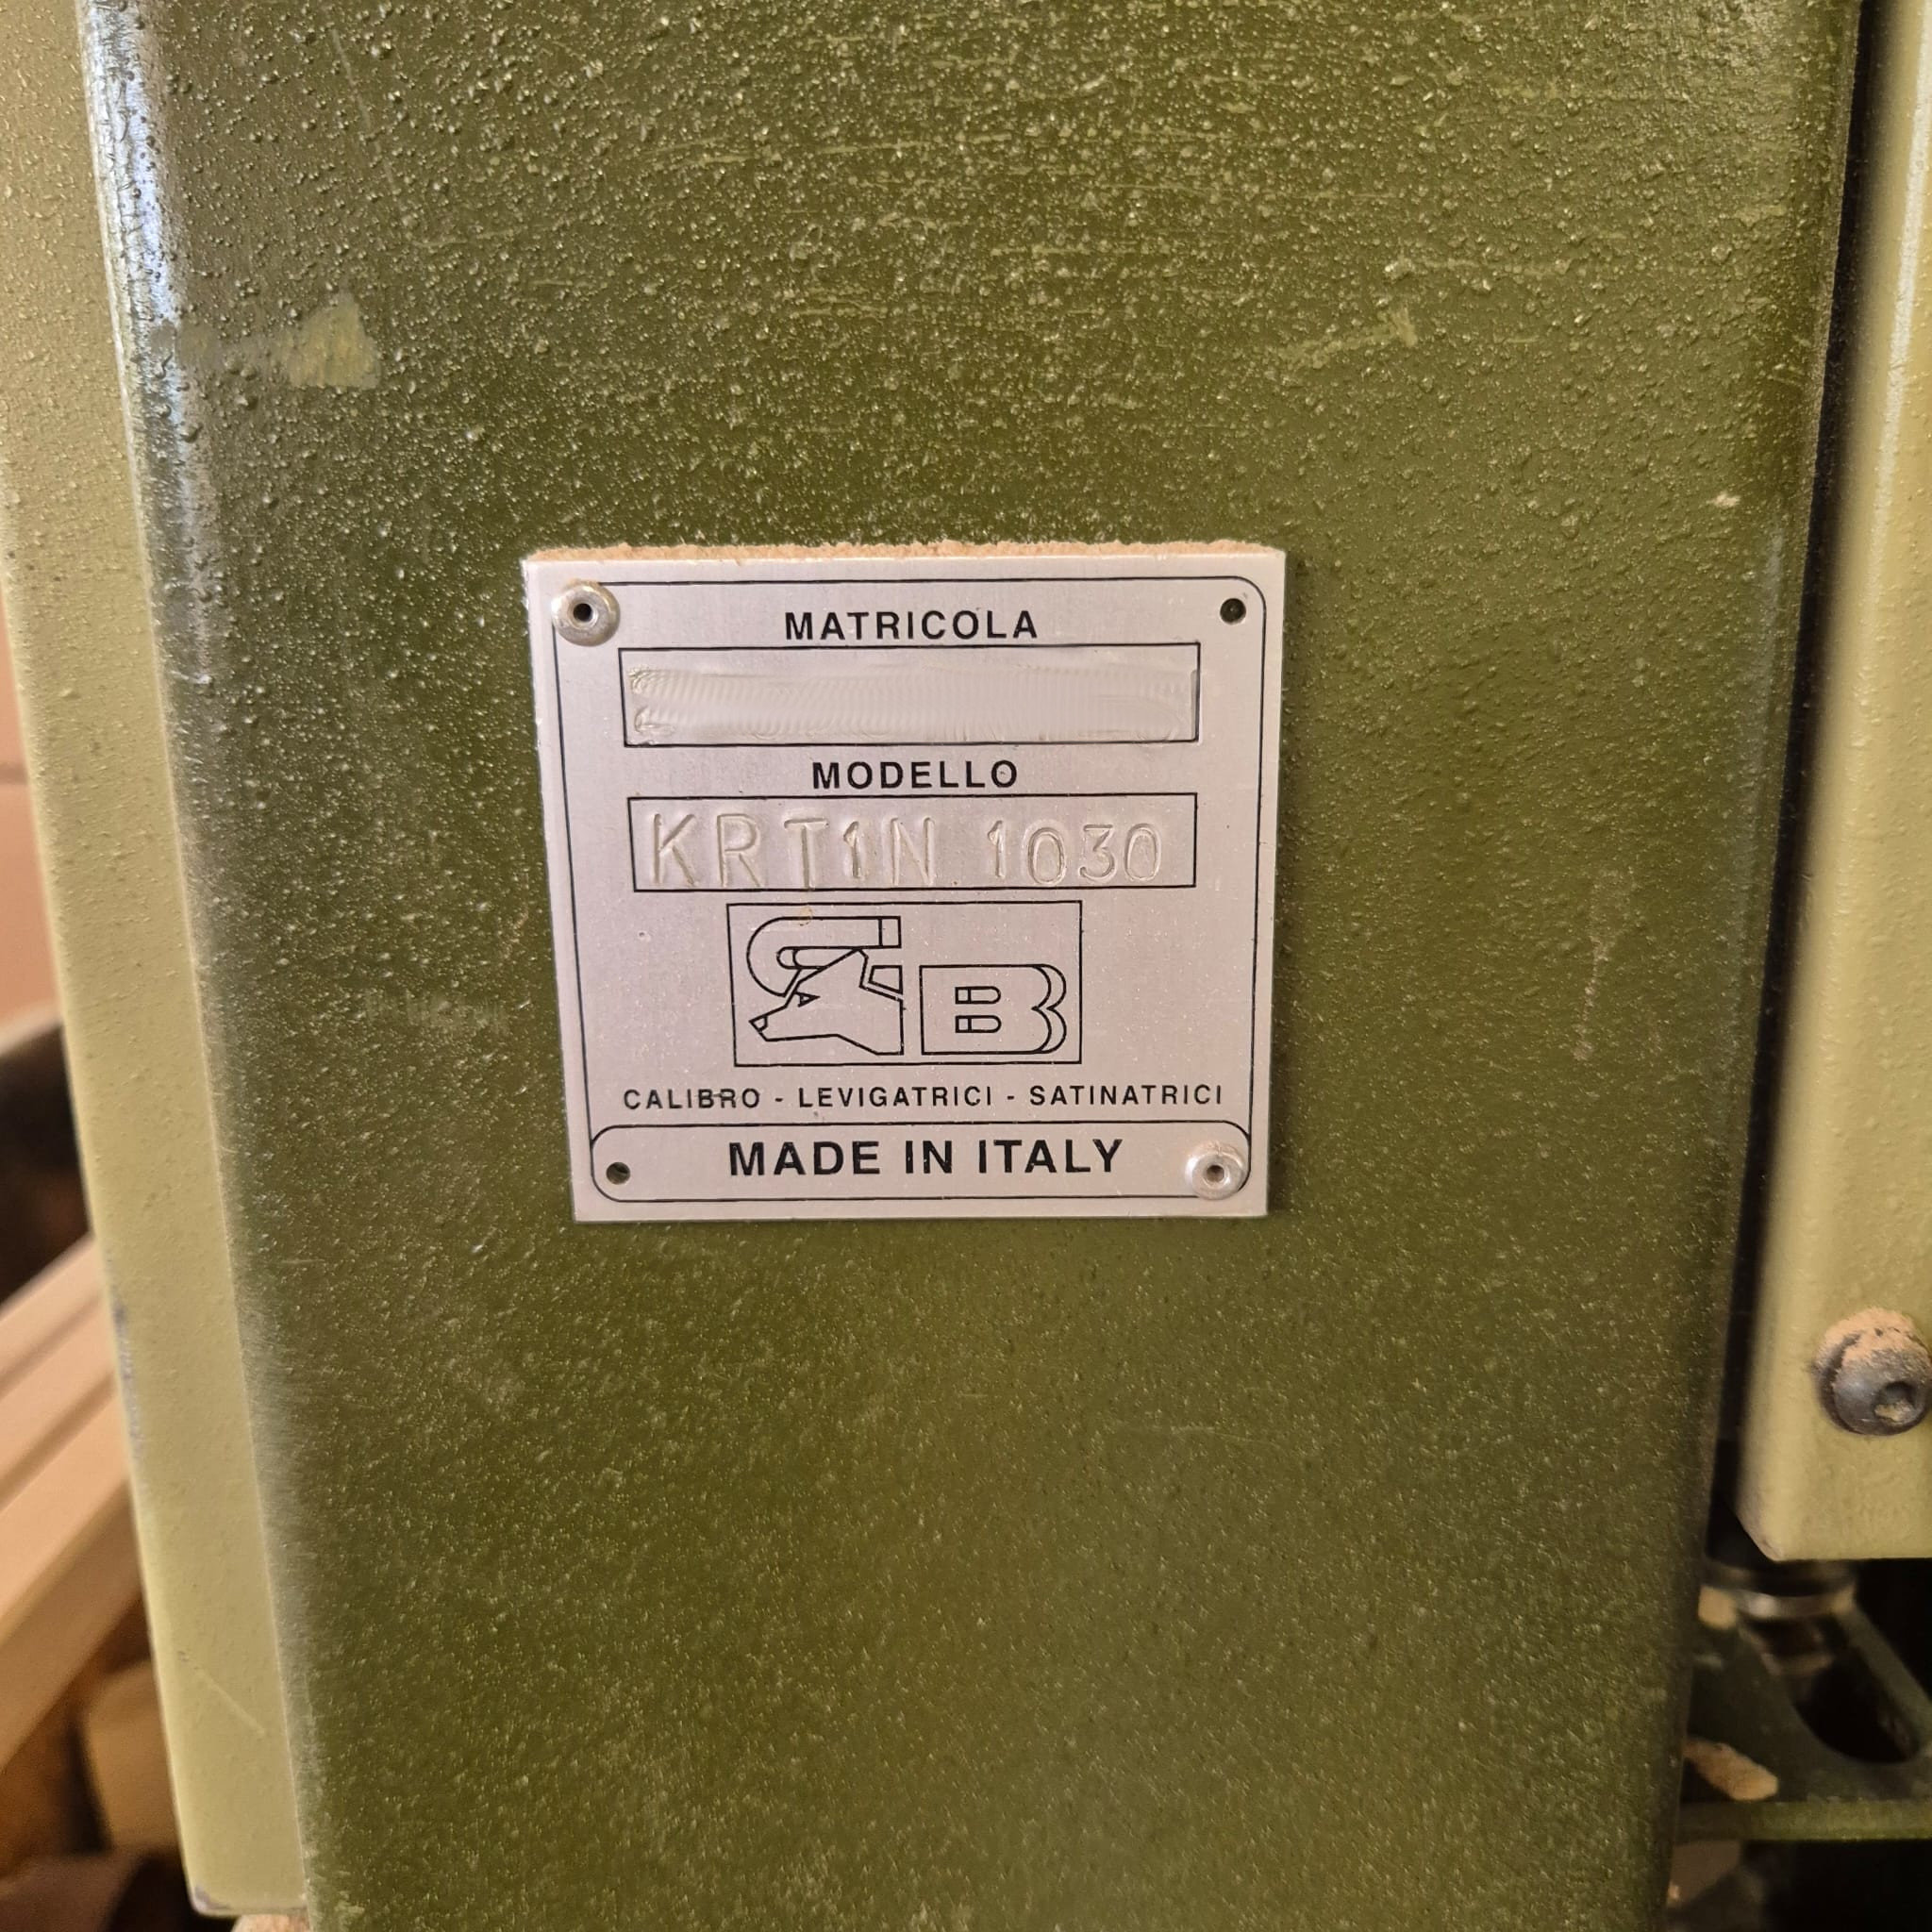 MATRICOLA
MODELLO
KRT1N 1030
B
CALIBRO - LEVIGATRICI - SATINATRICI
MADE IN ITALY